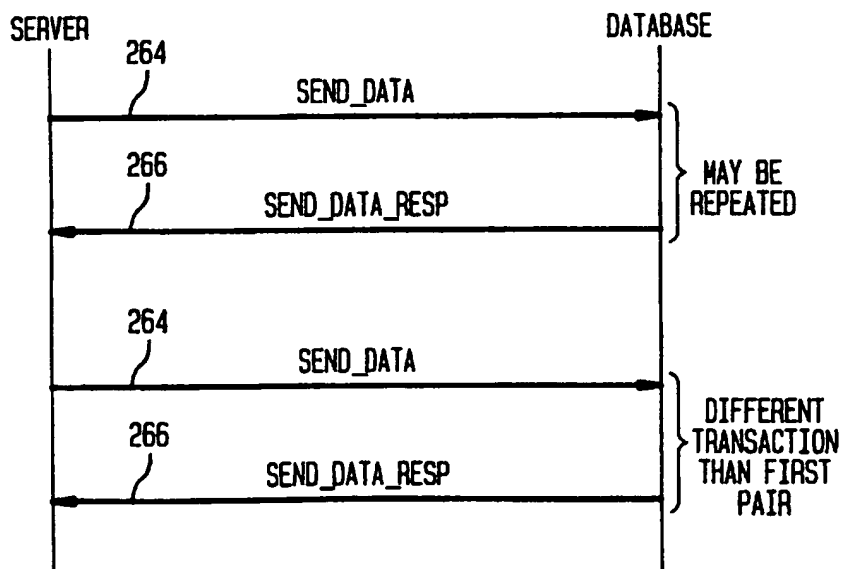 SERVER
DATABASE
264
SEND_DATA
266
SEND_DATA_RESP
MAY BE
REPEATED
264
SEND_DATA
266
SEND_DATA_RESP
DIFFERENT
TRANSACTION
THAN FIRST
PAIR